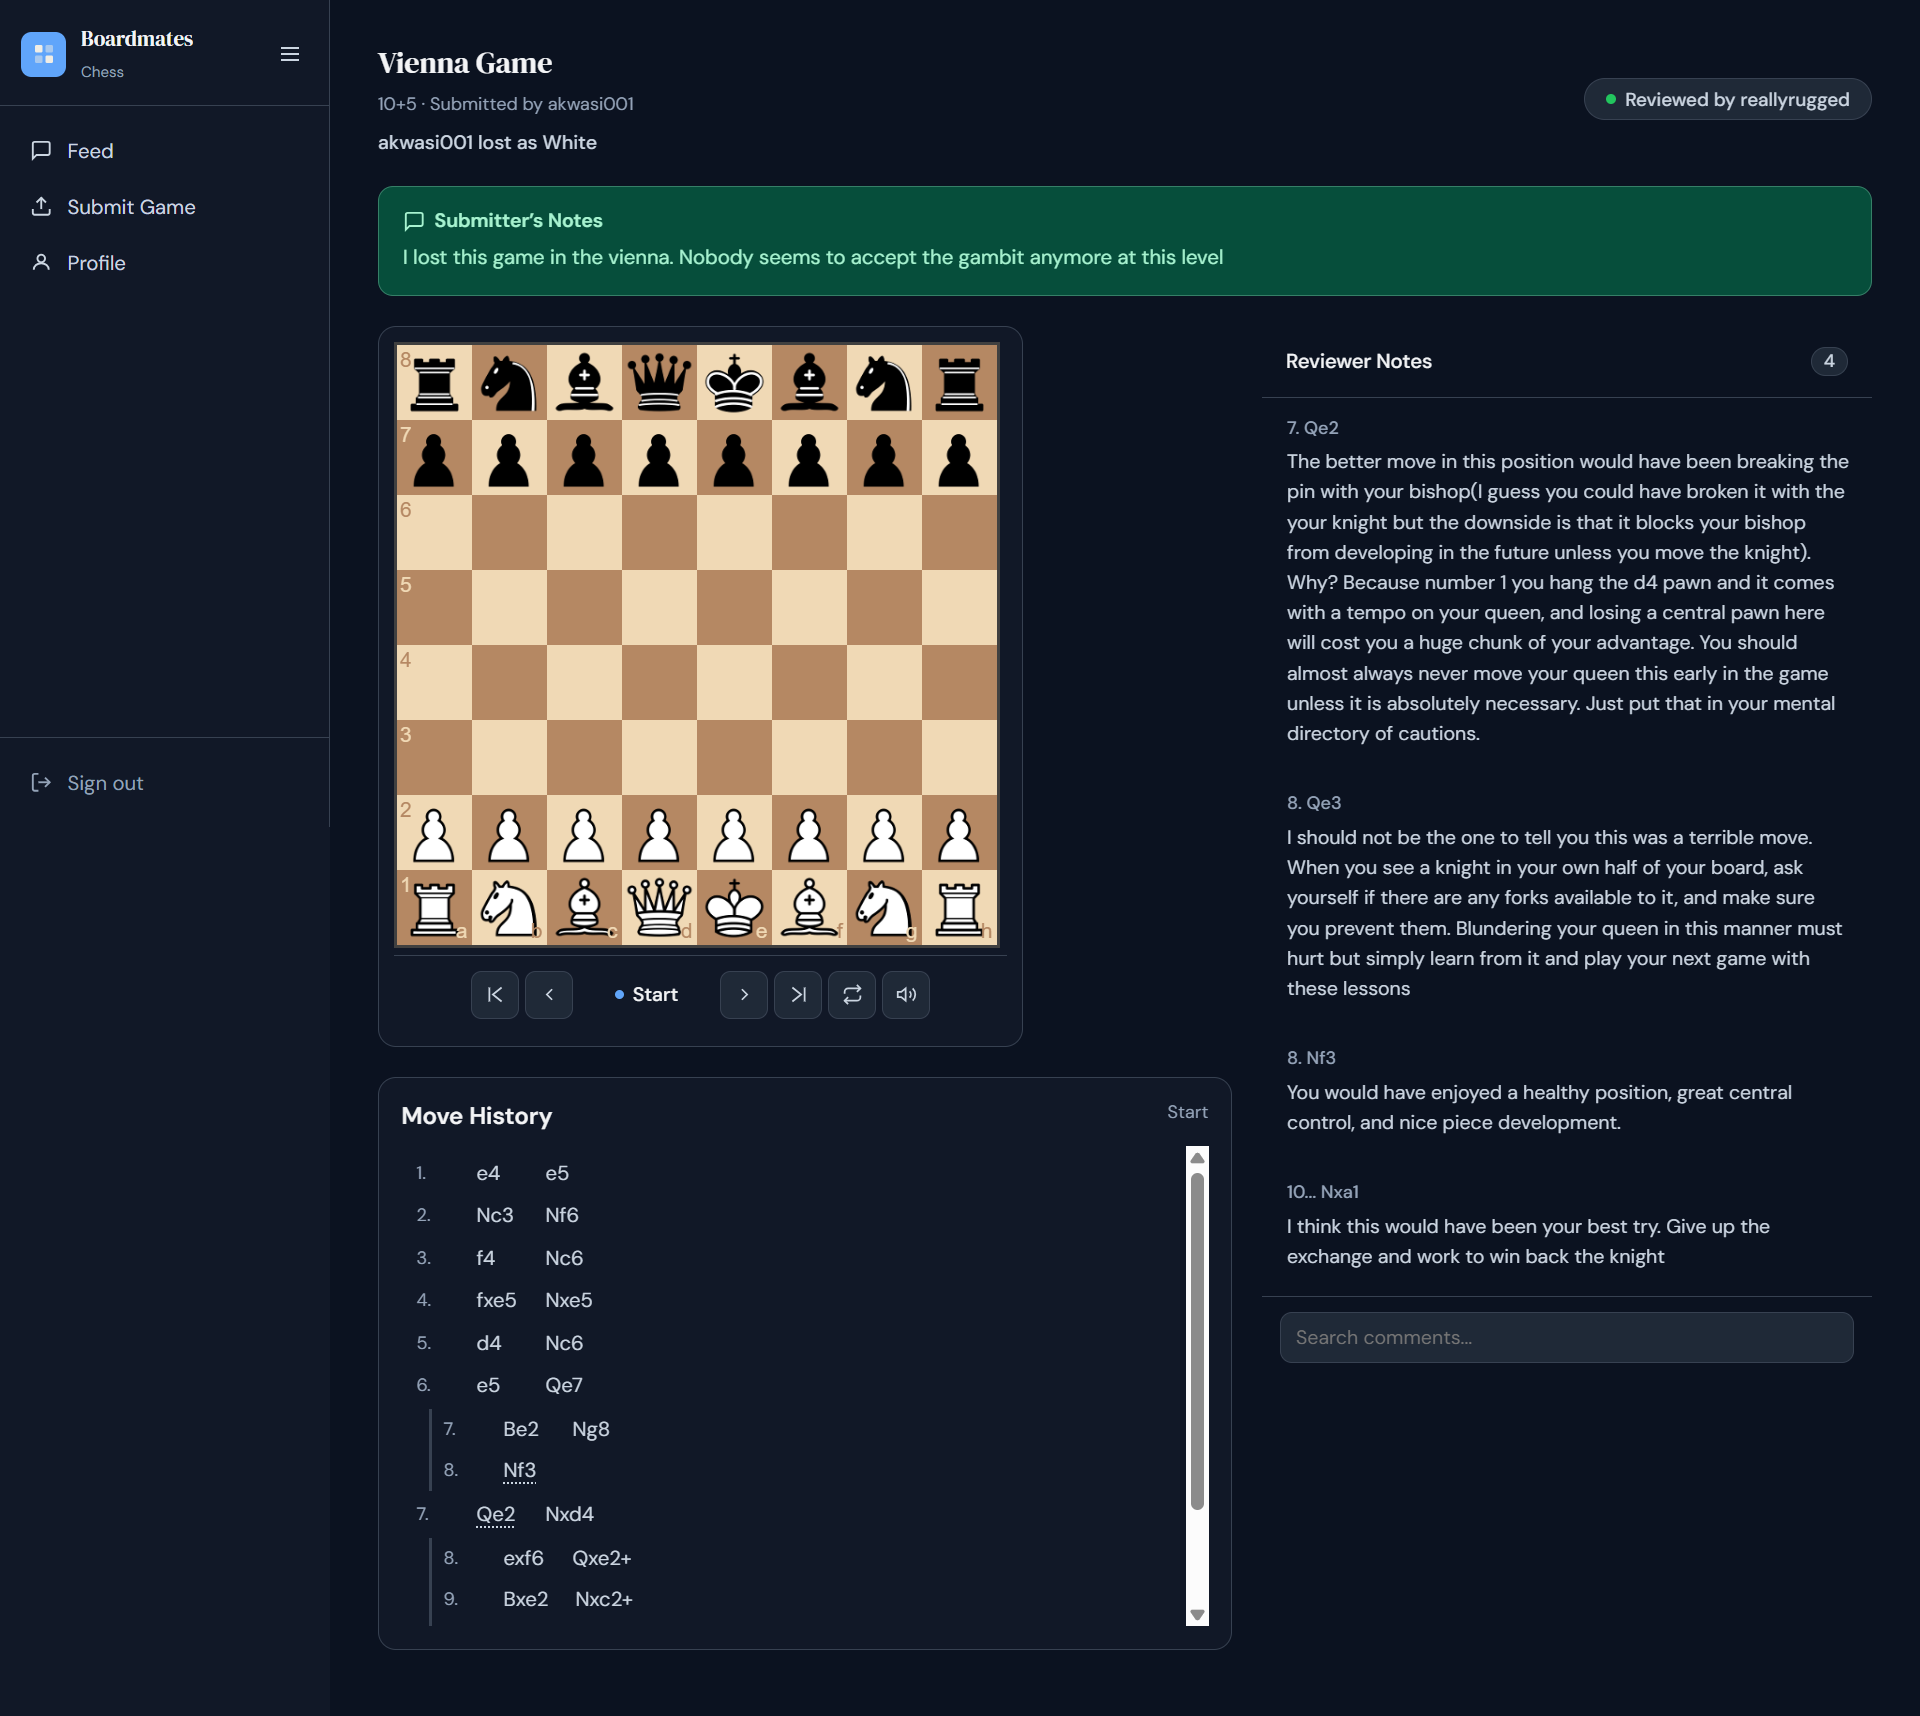 Boardmates
Chess
Feed
Submit Game
Profile
Sign out
Vienna Game
10+5 · Submitted by akwasi001
akwasi001 lost as White
Reviewed by reallyrugged
Submitter’s Notes
I lost this game in the vienna. Nobody seems to accept the gambit anymore at this level
8
7
6
5
4
3
2
1
a b c d e f g h
Start
Move History
Start
1. e4 e5
2. Nc3 Nf6
3. f4 Nc6
4. fxe5 Nxe5
5. d4 Nc6
6. e5 Qe7
7. Be2 Ng8
8. Nf3
7. Qe2 Nxd4
8. exf6 Qxe2+
9. Bxe2 Nxc2+
Reviewer Notes
4
7. Qe2
The better move in this position would have been breaking the
pin with your bishop(I guess you could have broken it with the
your knight but the downside is that it blocks your bishop
from developing in the future unless you move the knight).
Why? Because number 1 you hang the d4 pawn and it comes
with a tempo on your queen, and losing a central pawn here
will cost you a huge chunk of your advantage. You should
almost always never move your queen this early in the game
unless it is absolutely necessary. Just put that in your mental
directory of cautions.
8. Qe3
I should not be the one to tell you this was a terrible move.
When you see a knight in your own half of your board, ask
yourself if there are any forks available to it, and make sure
you prevent them. Blundering your queen in this manner must
hurt but simply learn from it and play your next game with
these lessons
8. Nf3
You would have enjoyed a healthy position, great central
control, and nice piece development.
10... Nxa1
I think this would have been your best try. Give up the
exchange and work to win back the knight
Search comments...